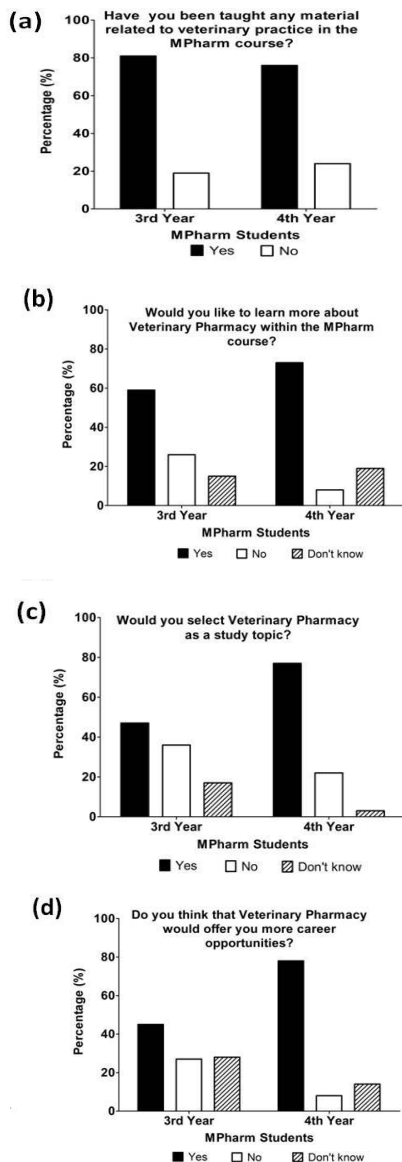 (a)
Have you been taught any material
related to veterinary practice in the
MPharm course?
Percentage (%)
100
80
60
40
20
0
3rd Year 4th Year
MPharm Students
Yes No
(b)
Would you like to learn more about
Veterinary Pharmacy within the MPharm
course?
Percentage (%)
100
80
60
40
20
0
3rd Year 4th Year
MPharm Students
Yes No Don't know
(c)
Would you select Veterinary Pharmacy
as a study topic?
Percentage (%)
100
80
60
40
20
0
3rd Year 4th Year
MPharm Students
Yes No Don't know
(d)
Do you think that Veterinary Pharmacy
would offer you more career
opportunities?
Percentage (%)
100
80
60
40
20
0
3rd Year 4th Year
MPharm Students
Yes No Don't know